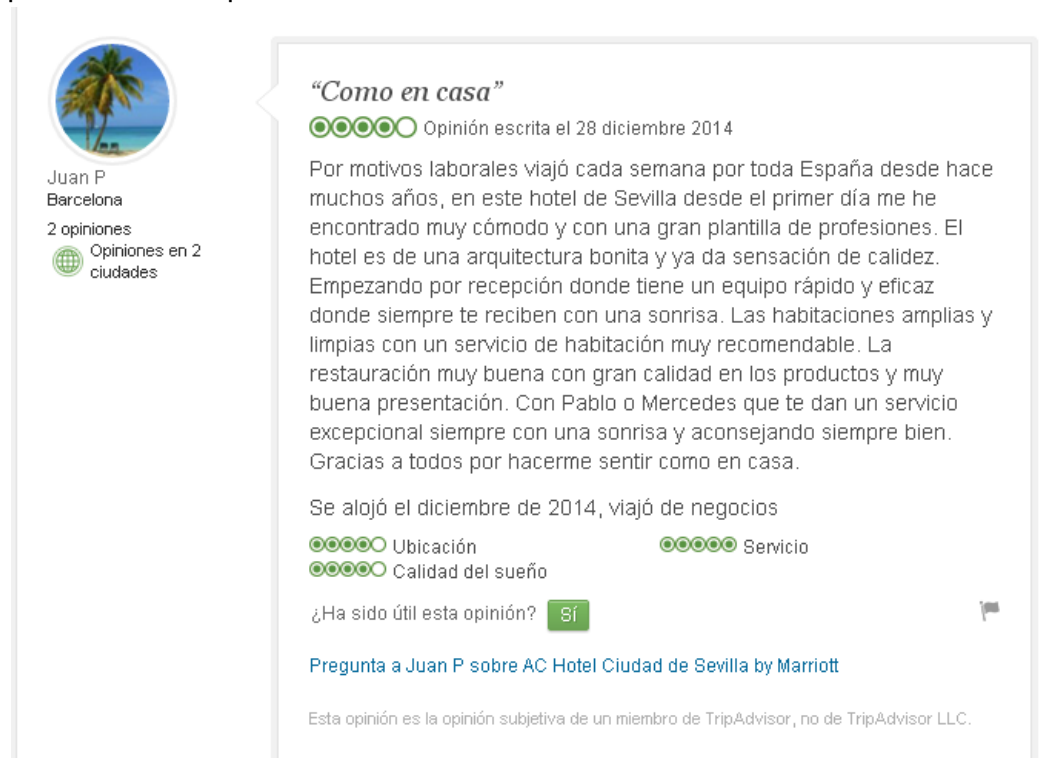 “Como en casa”
Opinión escrita el 28 diciembre 2014
Juan P
Barcelona
2 opiniones
Opiniones en 2
ciudades
Por motivos laborales viajó cada semana por toda España desde hace
muchos años, en este hotel de Sevilla desde el primer día me he
encontrado muy cómodo y con una gran plantilla de profesiones. El
hotel es de una arquitectura bonita y ya da sensación de calidez.
Empezando por recepción donde tiene un equipo rápido y eficaz
donde siempre te reciben con una sonrisa. Las habitaciones amplias y
limpias con un servicio de habitación muy recomendable. La
restauración muy buena con gran calidad en los productos y muy
buena presentación. Con Pablo o Mercedes que te dan un servicio
excepcional siempre con una sonrisa y aconsejando siempre bien.
Gracias a todos por hacerme sentir como en casa.
Se alojó el diciembre de 2014, viajó de negocios
Ubicación
Servicio
Calidad del sueño
¿Ha sido útil esta opinión? Sí
Pregunta a Juan P sobre AC Hotel Ciudad de Sevilla by Marriott
Esta opinión es la opinión subjetiva de un miembro de TripAdvisor, no de TripAdvisor LLC.